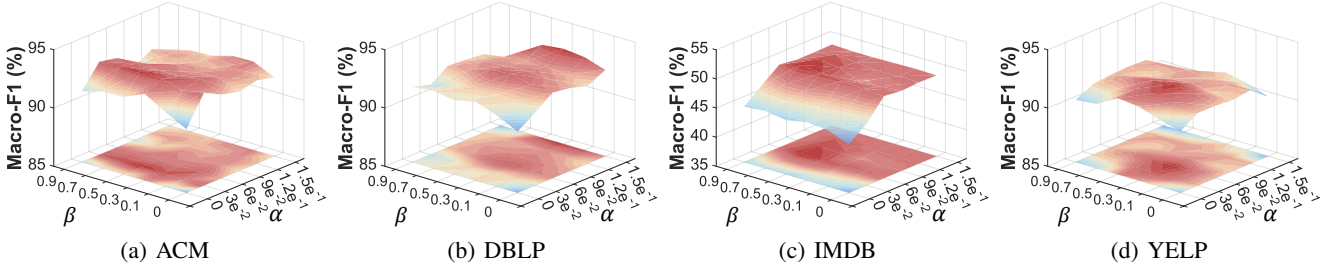 Macro-F1 (%)
95
90
85
0.9
0.7
0.5
0.3
0.1
0
β
0
3e-2
6e-2
9e-2
1.2e-1
1.5e-1
α
(a) ACM
Macro-F1 (%)
95
90
85
0.9
0.7
0.5
0.3
0.1
0
β
0
3e-2
6e-2
9e-2
1.2e-1
1.5e-1
α
(b) DBLP
Macro-F1 (%)
55
50
45
40
35
0.9
0.7
0.5
0.3
0.1
0
β
0
3e-2
6e-2
9e-2
1.2e-1
1.5e-1
α
(c) IMDB
Macro-F1 (%)
95
90
85
0.9
0.7
0.5
0.3
0.1
0
β
0
3e-2
6e-2
9e-2
1.2e-1
1.5e-1
α
(d) YELP